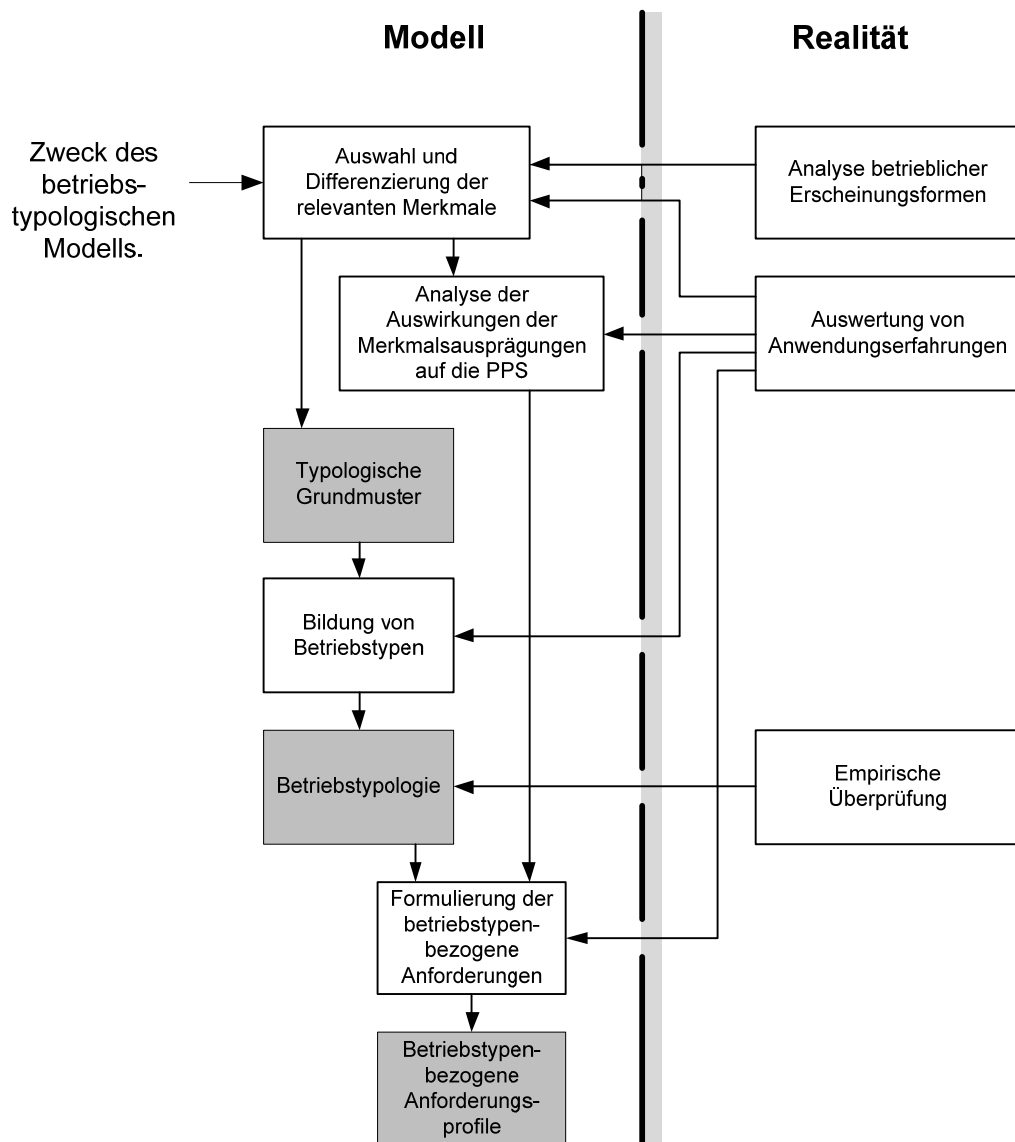 Modell
Realität
Zweck des
betriebs-
typologischen
Modells.
Auswahl und
Differenzierung der
relevanten Merkmale
Analyse betrieblicher
Erscheinungsformen
Analyse der
Auswirkungen der
Merkmalsausprägungen
auf die PPS
Auswertung von
Anwendungserfahrungen
Typologische
Grundmuster
Bildung von
Betriebstypen
Betriebstypologie
Empirische
Überprüfung
Formulierung der
betriebstypen-
bezogene
Anforderungen
Betriebstypen-
bezogene
Anforderungs-
profile